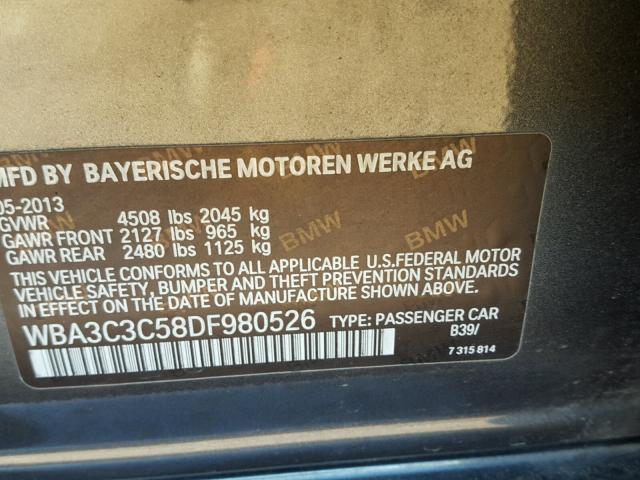 MFD BY BAYERISCHE MOTOREN WERKE AG
05-2013
GVWR 4508 lbs 2045 kg
GAWR FRONT 2127 lbs 965 kg
GAWR REAR 2480 lbs 1125 kg
THIS VEHICLE CONFORMS TO ALL APPLICABLE U.S.FEDERAL MOTOR
VEHICLE SAFETY, BUMPER AND THEFT PREVENTION STANDARDS
IN EFFECT ON THE DATE OF MANUFACTURE SHOWN ABOVE.
WBA3C3C58DF980526 TYPE: PASSENGER CAR
B39/
7 315 814
BMW
BMW
BMW
BMW